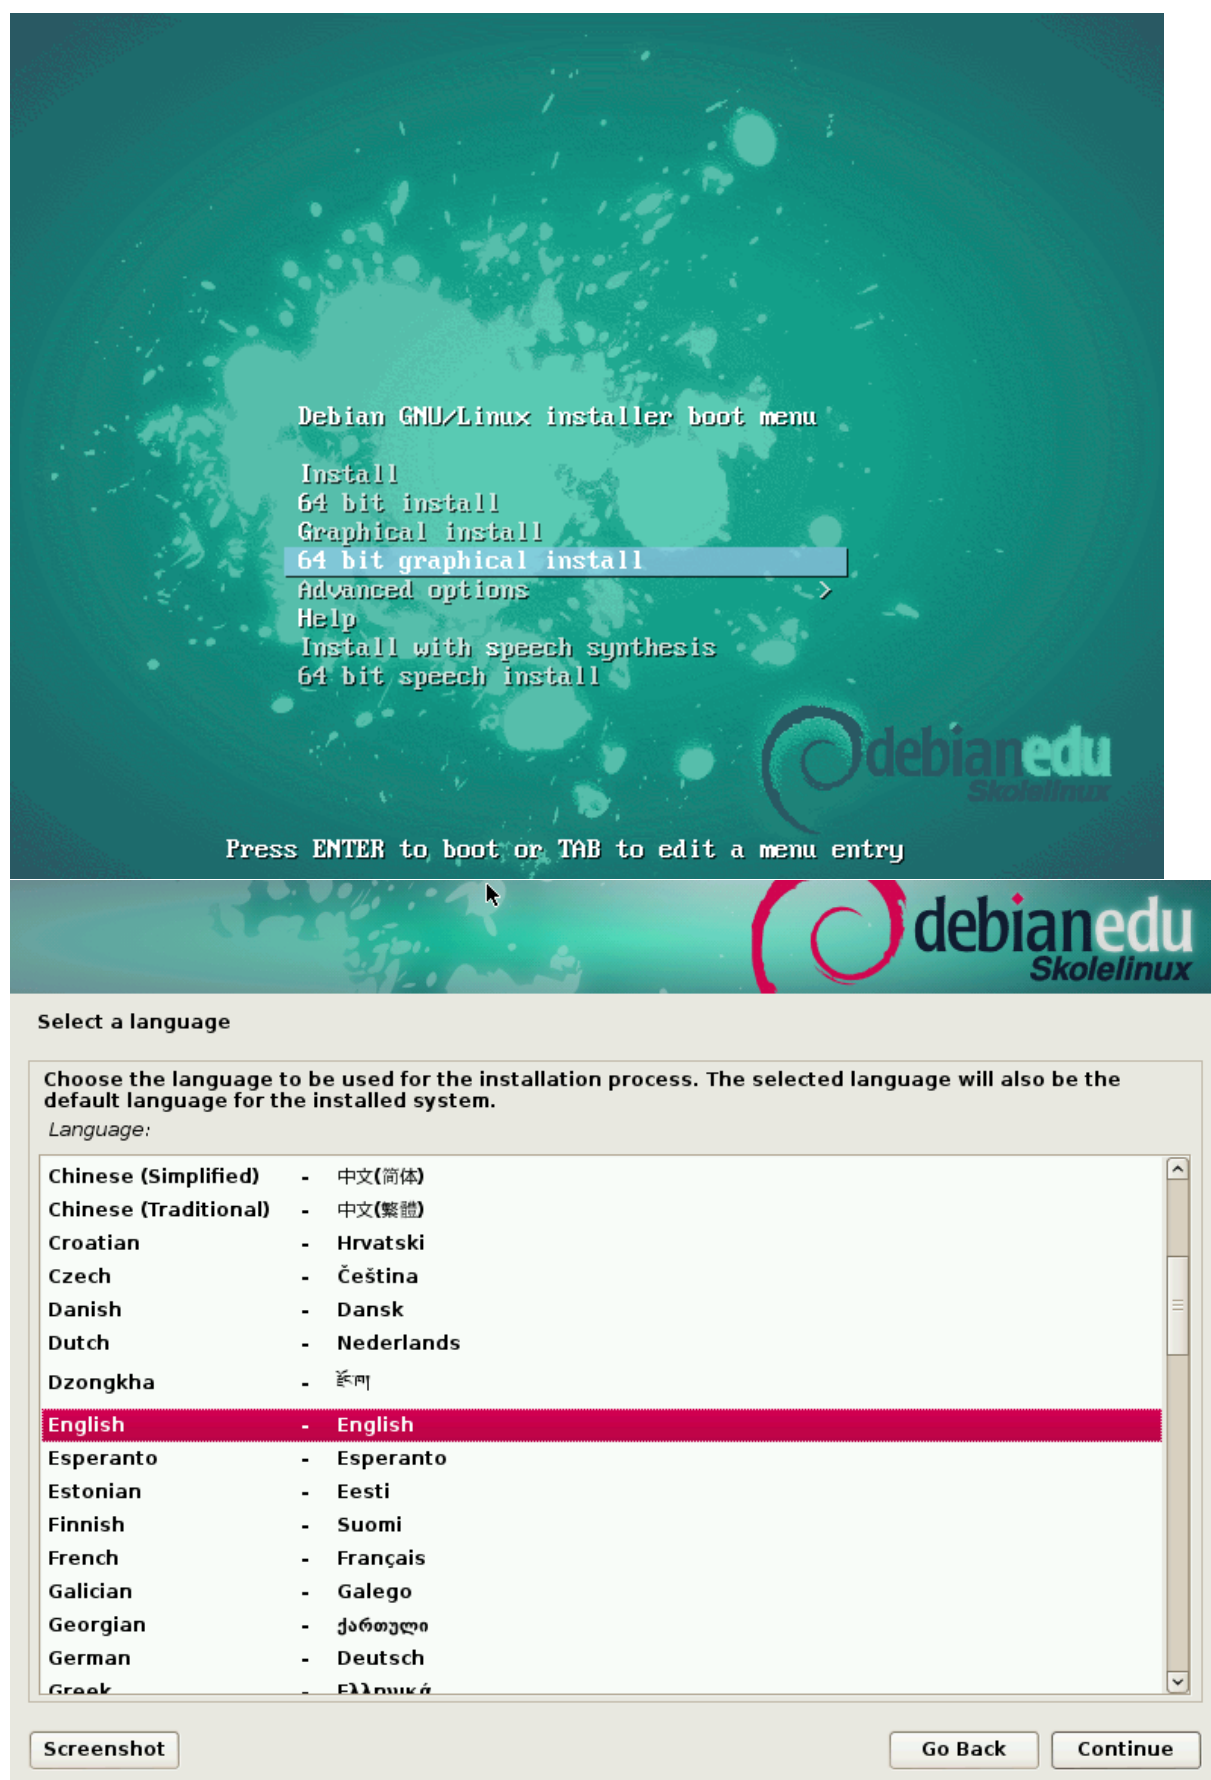 Debian GNU/Linux installer boot menu
Install
64 bit install
Graphical install
64 bit graphical install
Advanced options >
Help
Install with speech synthesis
64 bit speech install
debianedu
Skolelinux
Press ENTER to boot or TAB to edit a menu entry
debianedu
Skolelinux
Select a language
Choose the language to be used for the installation process. The selected language will also be the
default language for the installed system.
Language:
Chinese (Simplified) - 中文(简体)
Chinese (Traditional) - 中文(繁體)
Croatian - Hrvatski
Czech - Čeština
Danish - Dansk
Dutch - Nederlands
Dzongkha - རྫོང་ཁ།
English - English
Esperanto - Esperanto
Estonian - Eesti
Finnish - Suomi
French - Français
Galician - Galego
Georgian - ქართული
German - Deutsch
Greek - Ελληνικά
Screenshot Go Back Continue